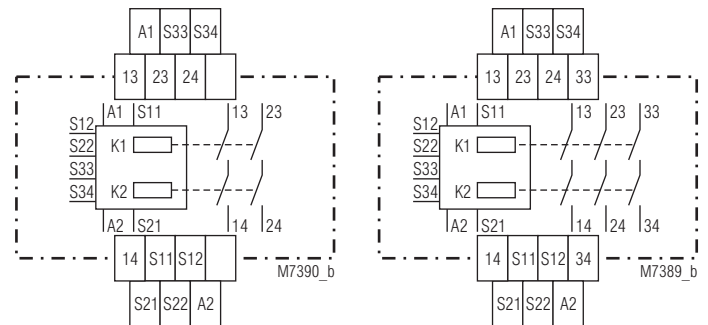 A1 S33 S34
13 23 24
A1 S11 13 23
S12
S22 K1
S33
S34 K2
A2 S21 14 24
14 S11 S12
M7390_b
S21 S22 A2
A1 S33 S34
13 23 24 33
A1 S11 13 23 33
S12
S22 K1
S33
S34 K2
A2 S21 14 24 34
14 S11 S12 34
M7389_b
S21 S22 A2